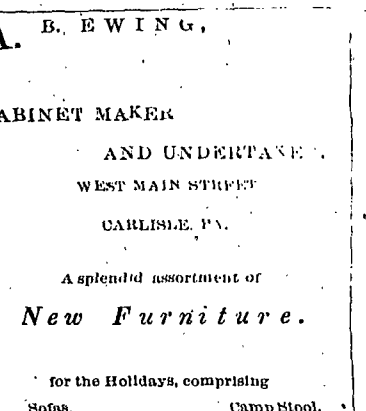 A. B. EWING,
CABINET MAKER
AND UNDERTAKER.
WEST MAIN STREET
CARLISLE, PA.
A splendid assortment of
New Furniture.
for the Holidays, comprising
Sofas, Camp Stool,